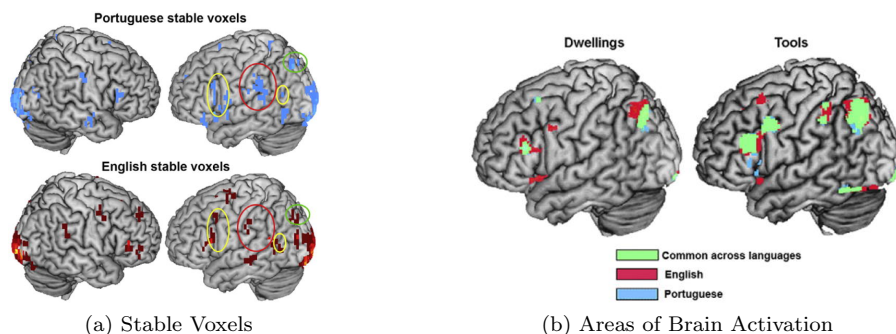 Portuguese stable voxels
English stable voxels
(a) Stable Voxels
Dwellings Tools
Common across languages
English
Portuguese
(b) Areas of Brain Activation